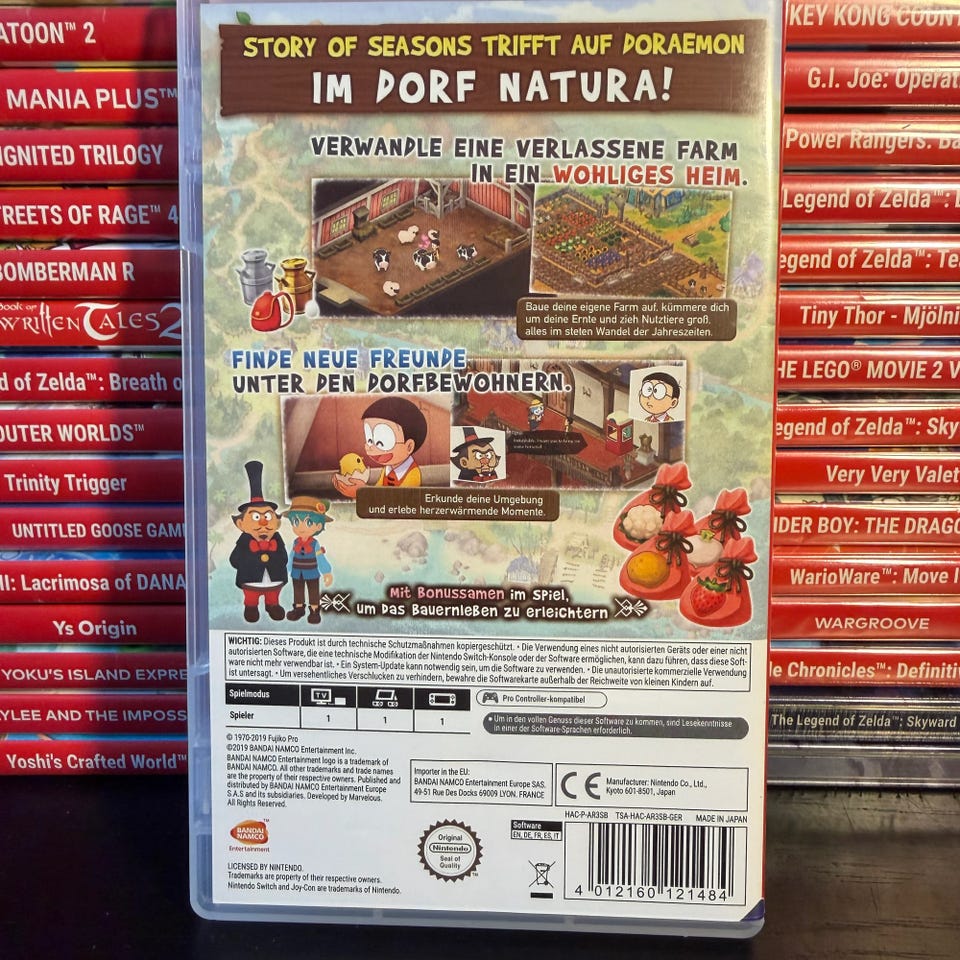 STORY OF SEASONS TRIFFT AUF DORAEMON
IM DORF NATURA!
VERWANDLE EINE VERLASSENE FARM
IN EIN WOHLIGES HEIM.
Baue deine eigene Farm auf, kümmere dich
um deine Ernte und zieh Nutztiere groß,
alles im steten Wandel der Jahreszeiten.
FINDE NEUE FREUNDE
UNTER DEN DORFBEWOHNERN.
Erkunde deine Umgebung
und erlebe herzerwärmende Momente.
Mit Bonussamen im Spiel,
um das Bauernleßen zu erleichtern
WICHTIG: Dieses Produkt ist durch technische Schutzmaßnahmen kopiergeschützt. • Die Verwendung eines nicht autorisierten Geräts oder einer nicht
autorisierten Software, die eine technische Modifikation der Nintendo Switch-Konsole oder der Software ermöglichen, kann dazu führen, dass diese Soft-
ware nicht mehr verwendbar ist. • Ein System-Update kann notwendig sein, um die Software zu verwenden. • Die unautorisierte kommerzielle Verwendung
ist untersagt. • Um versehentliches Verschlucken zu verhindern, bewahre die Softwarekarte außerhalb der Reichweite von kleinen Kindern auf.
Spielmodus TV
Spieler 1 1 1
Pro Controller-kompatibel
• Um in den vollen Genuss dieser Software zu kommen, sind Lesekenntnisse
in einer der Software-Sprachen erforderlich.
© 1970-2019 Fujiko Pro
©2019 BANDAI NAMCO Entertainment Inc.
BANDAI NAMCO Entertainment logo is a trademark of
BANDAI NAMCO. All other trademarks and trade names
are the property of their respective owners. Published and
distributed by BANDAI NAMCO Entertainment Europe
S.A.S and its subsidiaries. Developed by Marvelous.
All Rights Reserved.
Importer in the EU:
BANDAI NAMCO Entertainment Europe SAS.
49-51 Rue Des Docks 69009 LYON. FRANCE
CE
Manufacturer: Nintendo Co., Ltd.,
Kyoto 601-8501, Japan
HAC-P-AR3SB TSA-HAC-AR3SB-GER MADE IN JAPAN
BANDAI
NAMCO
Entertainment
TM
LICENSED BY NINTENDO.
Trademarks are property of their respective owners.
Nintendo Switch and Joy-Con are trademarks of Nintendo.
Original
Nintendo
Seal of
Quality
TM
Software
EN, DE, FR, ES, IT
4 012160 121484
ATOON™ 2
MANIA PLUS™
IGNITED TRILOGY
TREETS OF RAGE™ 4
BOMBERMAN R
BOOK OF
WRITTEN TALES 2
d of Zelda™: Breath o
OUTER WORLDS™
Trinity Trigger
UNTITLED GOOSE GAM
II: Lacrimosa of DANA
Ys Origin
YOKU'S ISLAND EXPRE
AYLEE AND THE IMPOSS
Yoshi's Crafted World™
KEY KONG COUN
G.I. Joe: Operat
Power Rangers: Ba
Legend of Zelda™: L
egend of Zelda™: Te
Tiny Thor - Mjölni
HE LEGO® MOVIE 2 V
egend of Zelda™: Sky
Very Very Valet
DER BOY: THE DRAGO
WarioWare™: Move I
WARGROOVE
le Chronicles™: Definiti
The Legend of Zelda™: Skyward